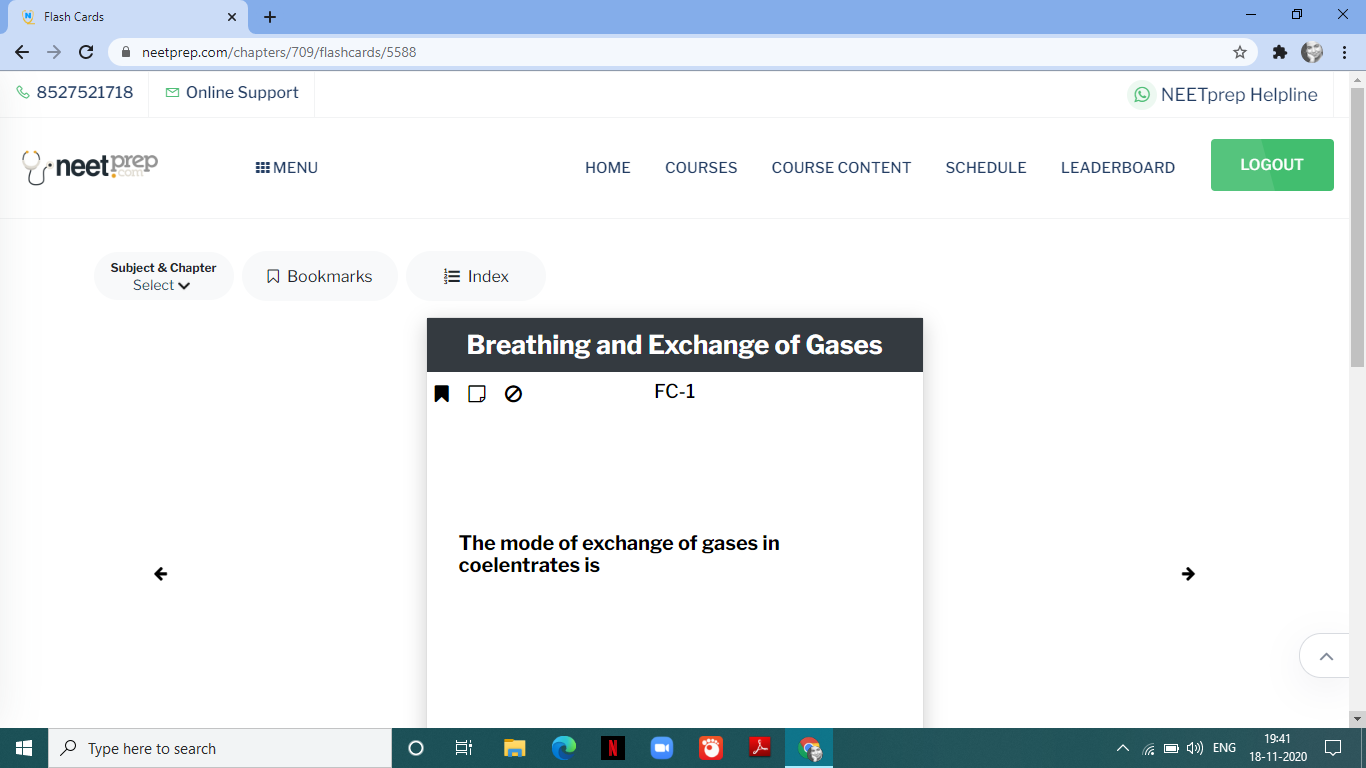 Flash Cards
neetprep.com/chapters/709/flashcards/5588
8527521718 Online Support NEETprep Helpline
neetprep.com MENU HOME COURSES COURSE CONTENT SCHEDULE LEADERBOARD LOGOUT
Subject & Chapter
Select
Bookmarks
Index
Breathing and Exchange of Gases
FC-1
The mode of exchange of gases in
coelentrates is
Type here to search
ENG
19:41
18-11-2020